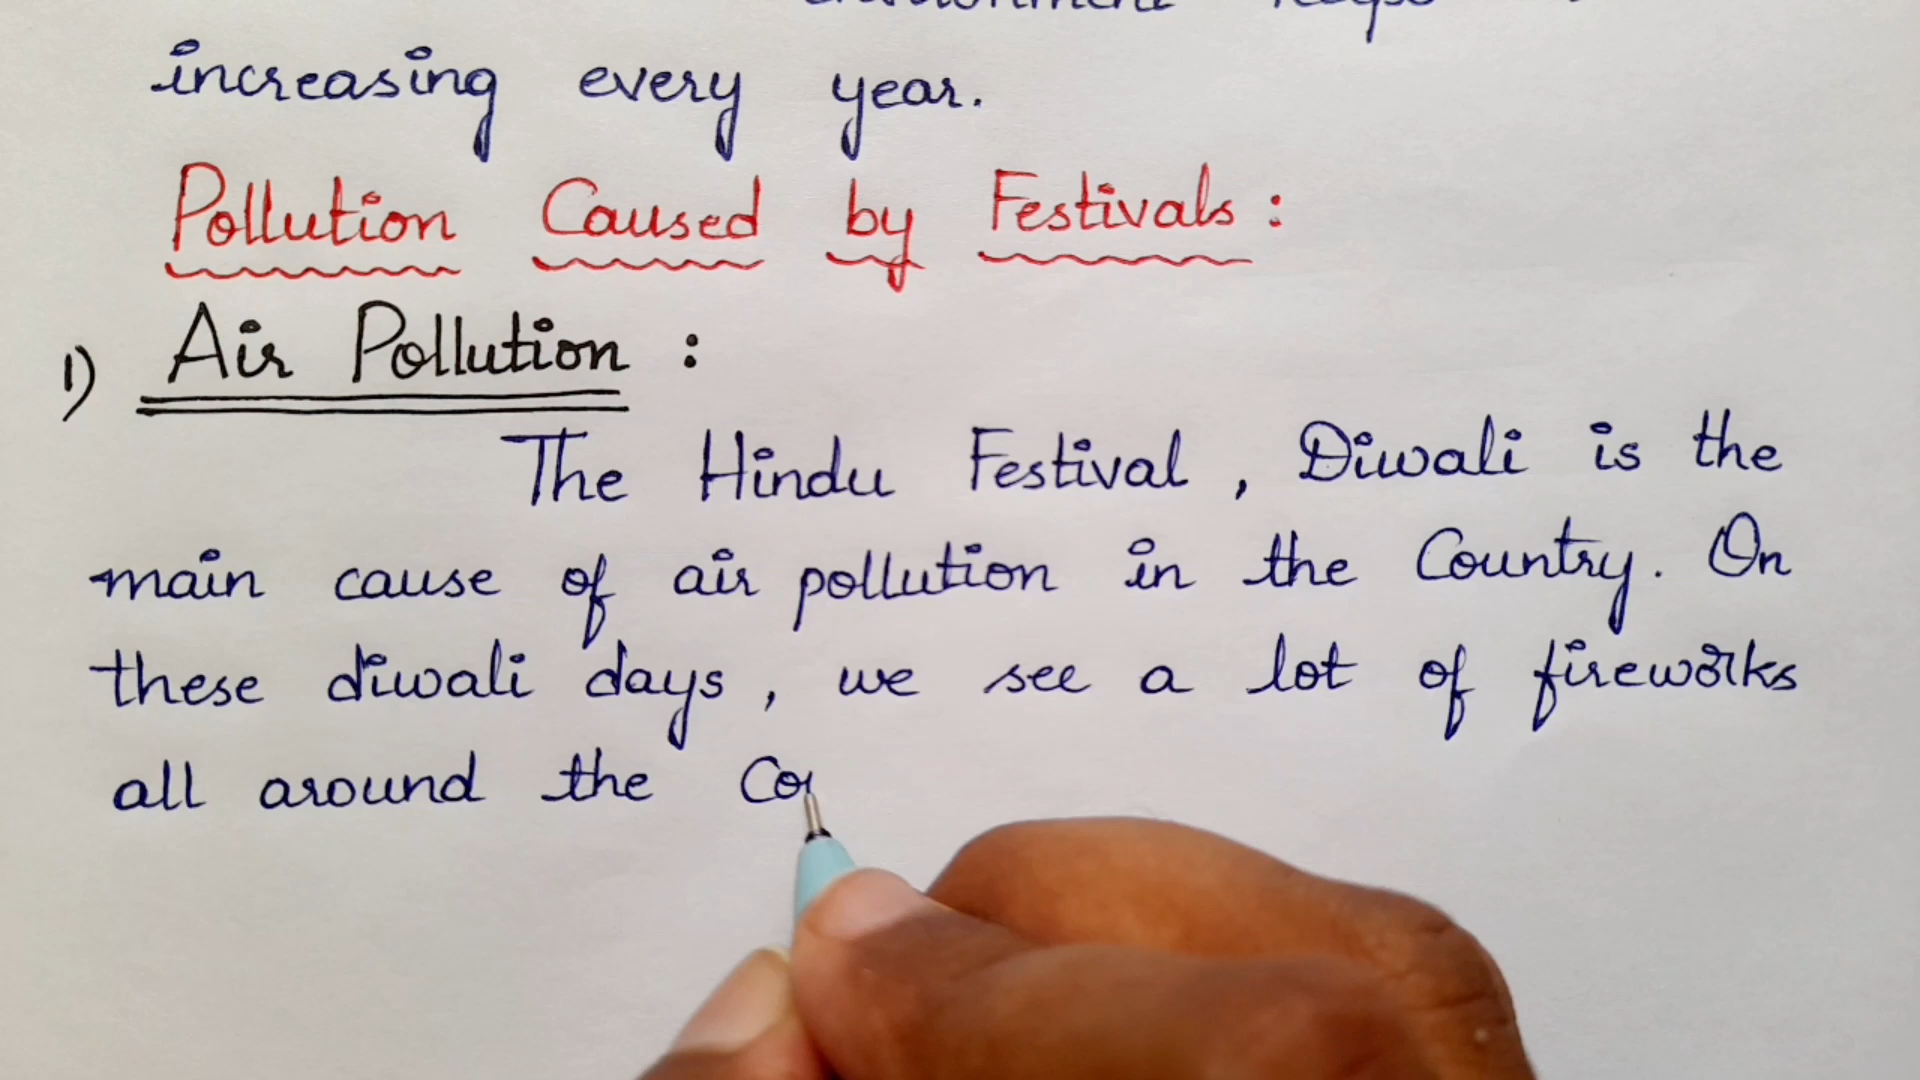 increasing every year.
Pollution Caused by Festivals:
1) Air Pollution :
The Hindu Festival, Diwali is the
main cause of air pollution in the Country. On
these diwali days, we see a lot of fireworks
all around the Cou